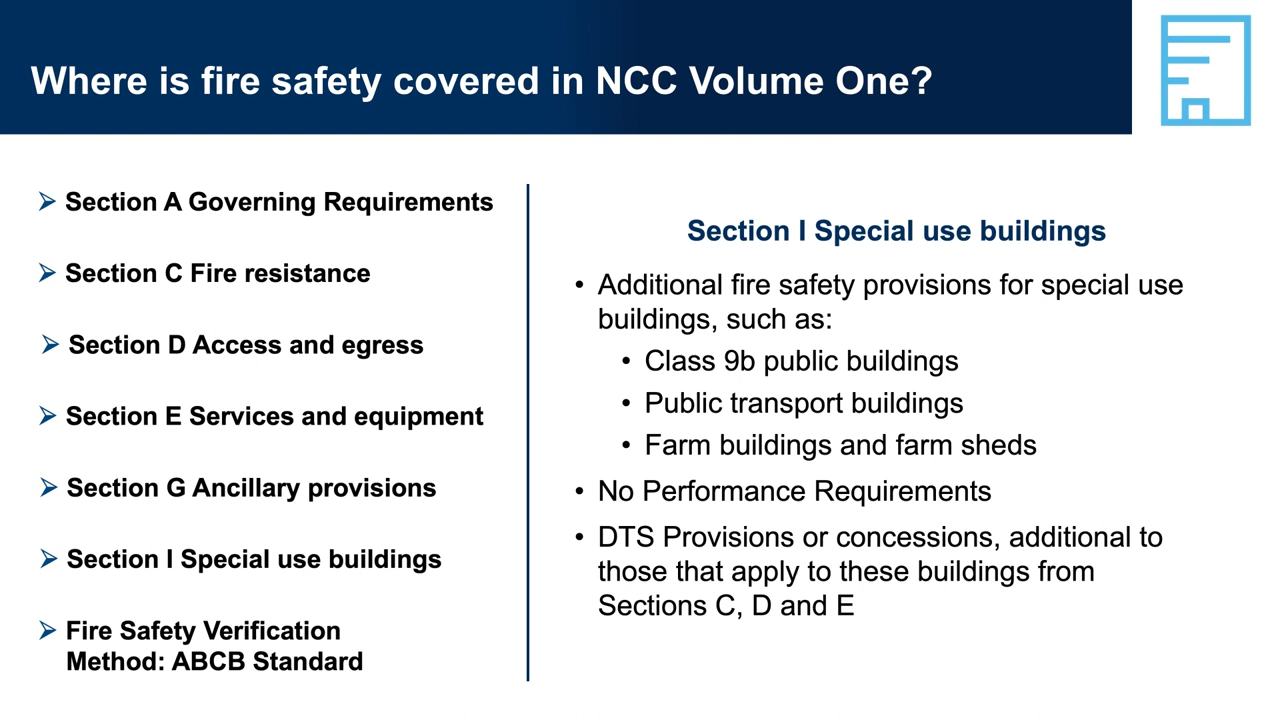 Where is fire safety covered in NCC Volume One?
➢ Section A Governing Requirements
➢ Section C Fire resistance
➢ Section D Access and egress
➢ Section E Services and equipment
➢ Section G Ancillary provisions
➢ Section I Special use buildings
➢ Fire Safety Verification
Method: ABCB Standard
Section I Special use buildings
• Additional fire safety provisions for special use
buildings, such as:
• Class 9b public buildings
• Public transport buildings
• Farm buildings and farm sheds
• No Performance Requirements
• DTS Provisions or concessions, additional to
those that apply to these buildings from
Sections C, D and E